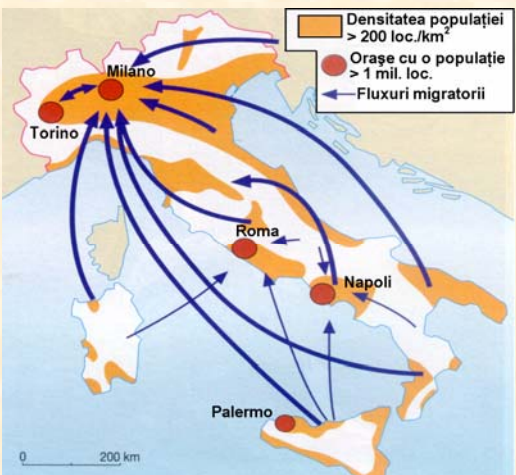 Densitatea populației
> 200 loc./km²
Orașe cu o populație
> 1 mil. loc.
Fluxuri migratorii
Milano
Torino
Roma
Napoli
Palermo
0 200 km